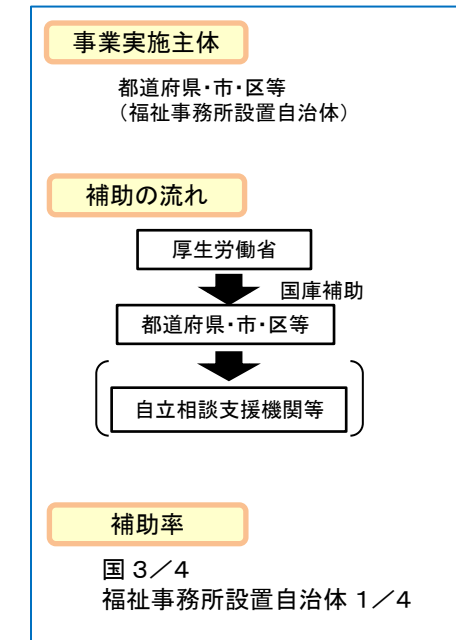 事業実施主体
都道府県・市・区等
（福祉事務所設置自治体）
補助の流れ
厚生労働省
国庫補助
都道府県・市・区等
自立相談支援機関等
補助率
国 3／4
福祉事務所設置自治体 1／4